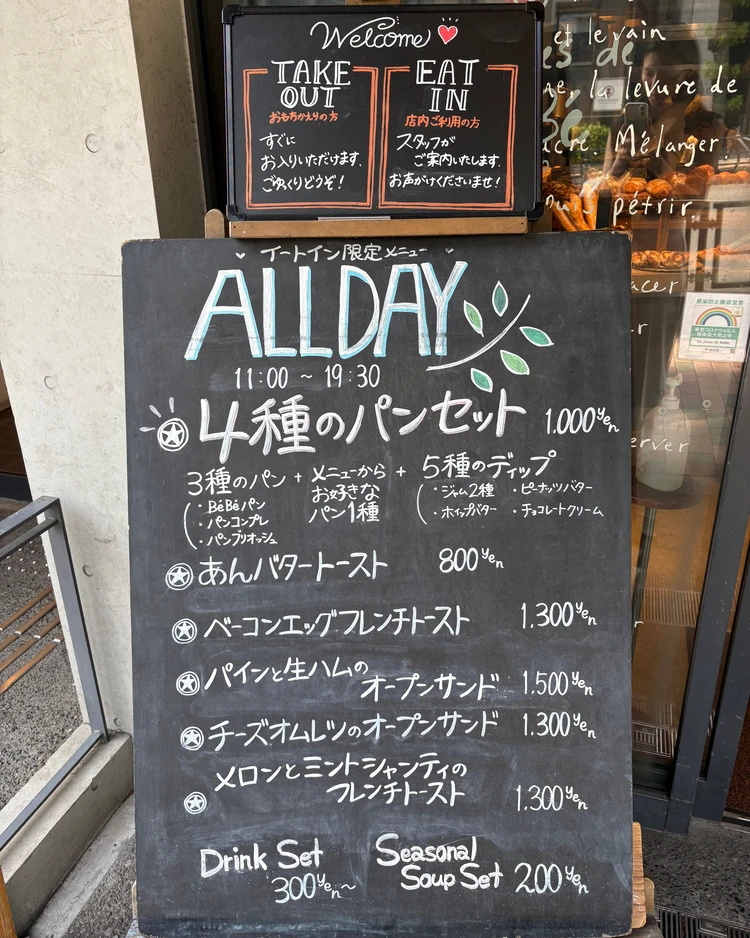 Welcome
TAKE
OUT
おもちかえりの方
すぐに
お入りいただけます.
ごゆっくりどうぞ!
EAT
IN
店内ご利用の方
スタッフが
ご案内いたします.
お声がけくださいませ!
et levain
es de
la levure de
sucre. Mélanger.
pétrir,
イートイン限定メニュー
ALLDAY
11:00 ~ 19:30
4種のパンセット 1.000yen
3種のパン + メニューから + 5種のディップ
お好きな
パン1種
・BéBéパン
・パンコンプレ
・パンブリオッシュ
・ジャム2種 ・ピーナッツバター
・ホイップバター ・チョコレートクリーム
あんバタートースト 800yen
ベーコンエッグフレンチトースト 1.300yen
パインと生ハムの
オープンサンド 1.500yen
チーズオムレツのオープンサンド 1.300yen
メロンとミントシャンティの
フレンチトースト 1.300yen
Drink Set
300yen~
Seasonal
Soup Set 200yen